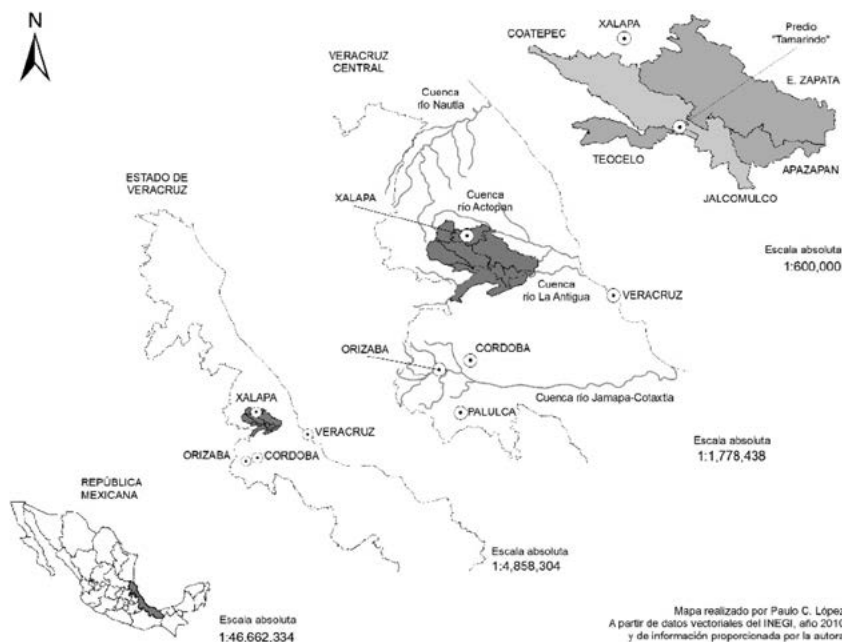 N
VERACRUZ
CENTRAL
Cuenca
río Nautla
XALAPA
Cuenca
río Actopan
Cuenca
río La Antigua
VERACRUZ
ORIZABA
CORDOBA
Cuenca río Jamapa-Cotaxtla
PALULCA
Escala absoluta
1:1,778,438
COATEPEC
XALAPA
Predio
"Tamarindo"
E. ZAPATA
TEOCELO
APAZAPAN
JALCOMULCO
Escala absoluta
1:600,000
ESTADO DE
VERACRUZ
XALAPA
VERACRUZ
ORIZABA
CORDOBA
Escala absoluta
1:4,858,304
REPÚBLICA
MEXICANA
Escala absoluta
1:46,662,334
Mapa realizado por Paulo C. López
A partir de datos vectoriales del INEGI, año 2010
y de información proporcionada por la autora